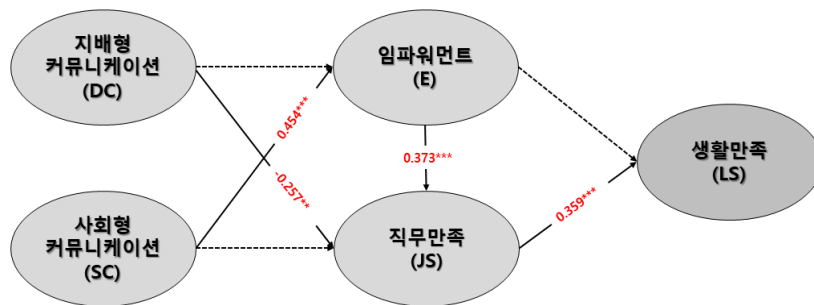 지배형
커뮤니케이션
(DC)
임파워먼트
(E)
0.454***
0.373***
-0.257**
0.359***
생활만족
(LS)
사회형
커뮤니케이션
(SC)
직무만족
(JS)